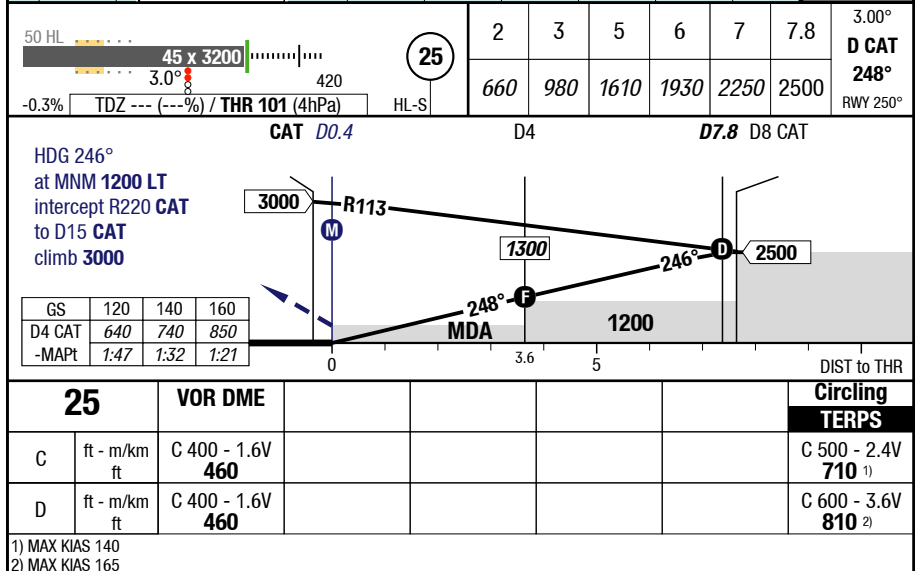 50 HL
45 x 3200
3.0°
420
-0.3%
TDZ --- (---%) / THR 101 (4hPa)
HL-S
25
2 3 5 6 7 7.8
660 980 1610 1930 2250 2500
3.00°
D CAT
248°
RWY 250°
CAT D0.4 D4 D7.8 D8 CAT
HDG 246°
at MNM 1200 LT
intercept R220 CAT
to D15 CAT
climb 3000
3000
R113
M
1300
246°
D
2500
248°
F
MDA
1200
GS 120 140 160
D4 CAT 640 740 850
-MAPt 1:47 1:32 1:21
0 3.6 5 DIST to THR
25 VOR DME Circling
TERPS
C ft - m/km C 400 - 1.6V C 500 - 2.4V
ft 460 710 1)
D ft - m/km C 400 - 1.6V C 600 - 3.6V
ft 460 810 2)
1) MAX KIAS 140
2) MAX KIAS 165